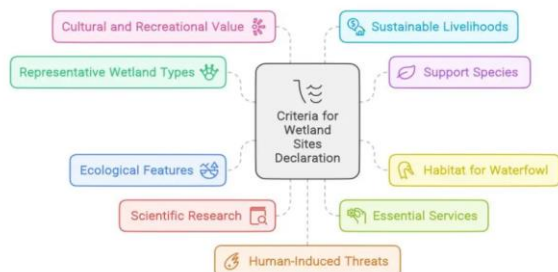 Cultural and Recreational Value
Sustainable Livelihoods
Representative Wetland Types
Support Species
Criteria for
Wetland
Sites
Declaration
Ecological Features
Habitat for Waterfowl
Scientific Research
Essential Services
Human-Induced Threats